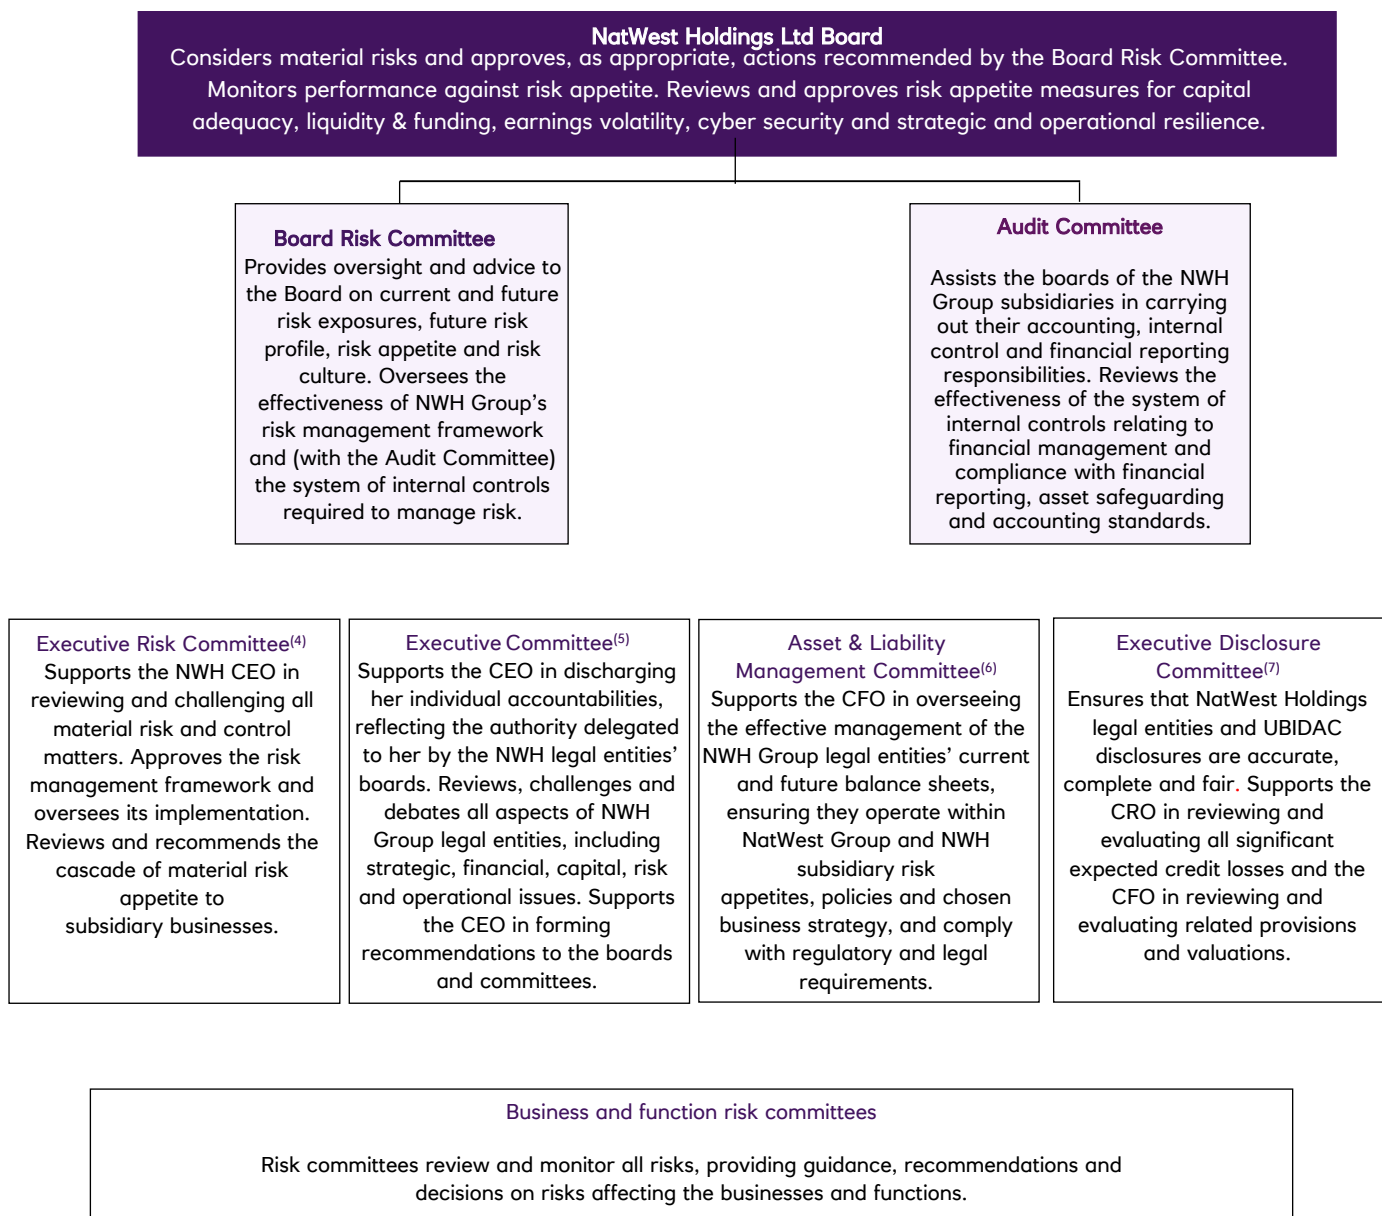 NatWest Holdings Ltd Board
Considers material risks and approves, as appropriate, actions recommended by the Board Risk Committee.
Monitors performance against risk appetite. Reviews and approves risk appetite measures for capital
adequacy, liquidity & funding, earnings volatility, cyber security and strategic and operational resilience.
Board Risk Committee
Provides oversight and advice to
the Board on current and future
risk exposures, future risk
profile, risk appetite and risk
culture. Oversees the
effectiveness of NWH Group’s
risk management framework
and (with the Audit Committee)
the system of internal controls
required to manage risk.
Audit Committee
Assists the boards of the NWH
Group subsidiaries in carrying
out their accounting, internal
control and financial reporting
responsibilities. Reviews the
effectiveness of the system of
internal controls relating to
financial management and
compliance with financial
reporting, asset safeguarding
and accounting standards.
Executive Risk Committee(4)
Supports the NWH CEO in
reviewing and challenging all
material risk and control
matters. Approves the risk
management framework and
oversees its implementation.
Reviews and recommends the
cascade of material risk
appetite to
subsidiary businesses.
Executive Committee(5)
Supports the CEO in discharging
her individual accountabilities,
reflecting the authority delegated
to her by the NWH legal entities’
boards. Reviews, challenges and
debates all aspects of NWH
Group legal entities, including
strategic, financial, capital, risk
and operational issues. Supports
the CEO in forming
recommendations to the boards
and committees.
Asset & Liability
Management Committee(6)
Supports the CFO in overseeing
the effective management of the
NWH Group legal entities’ current
and future balance sheets,
ensuring they operate within
NatWest Group and NWH
subsidiary risk
appetites, policies and chosen
business strategy, and comply
with regulatory and legal
requirements.
Executive Disclosure
Committee(7)
Ensures that NatWest Holdings
legal entities and UBIDAC
disclosures are accurate,
complete and fair. Supports the
CRO in reviewing and
evaluating all significant
expected credit losses and the
CFO in reviewing and
evaluating related provisions
and valuations.
Business and function risk committees
Risk committees review and monitor all risks, providing guidance, recommendations and
decisions on risks affecting the businesses and functions.